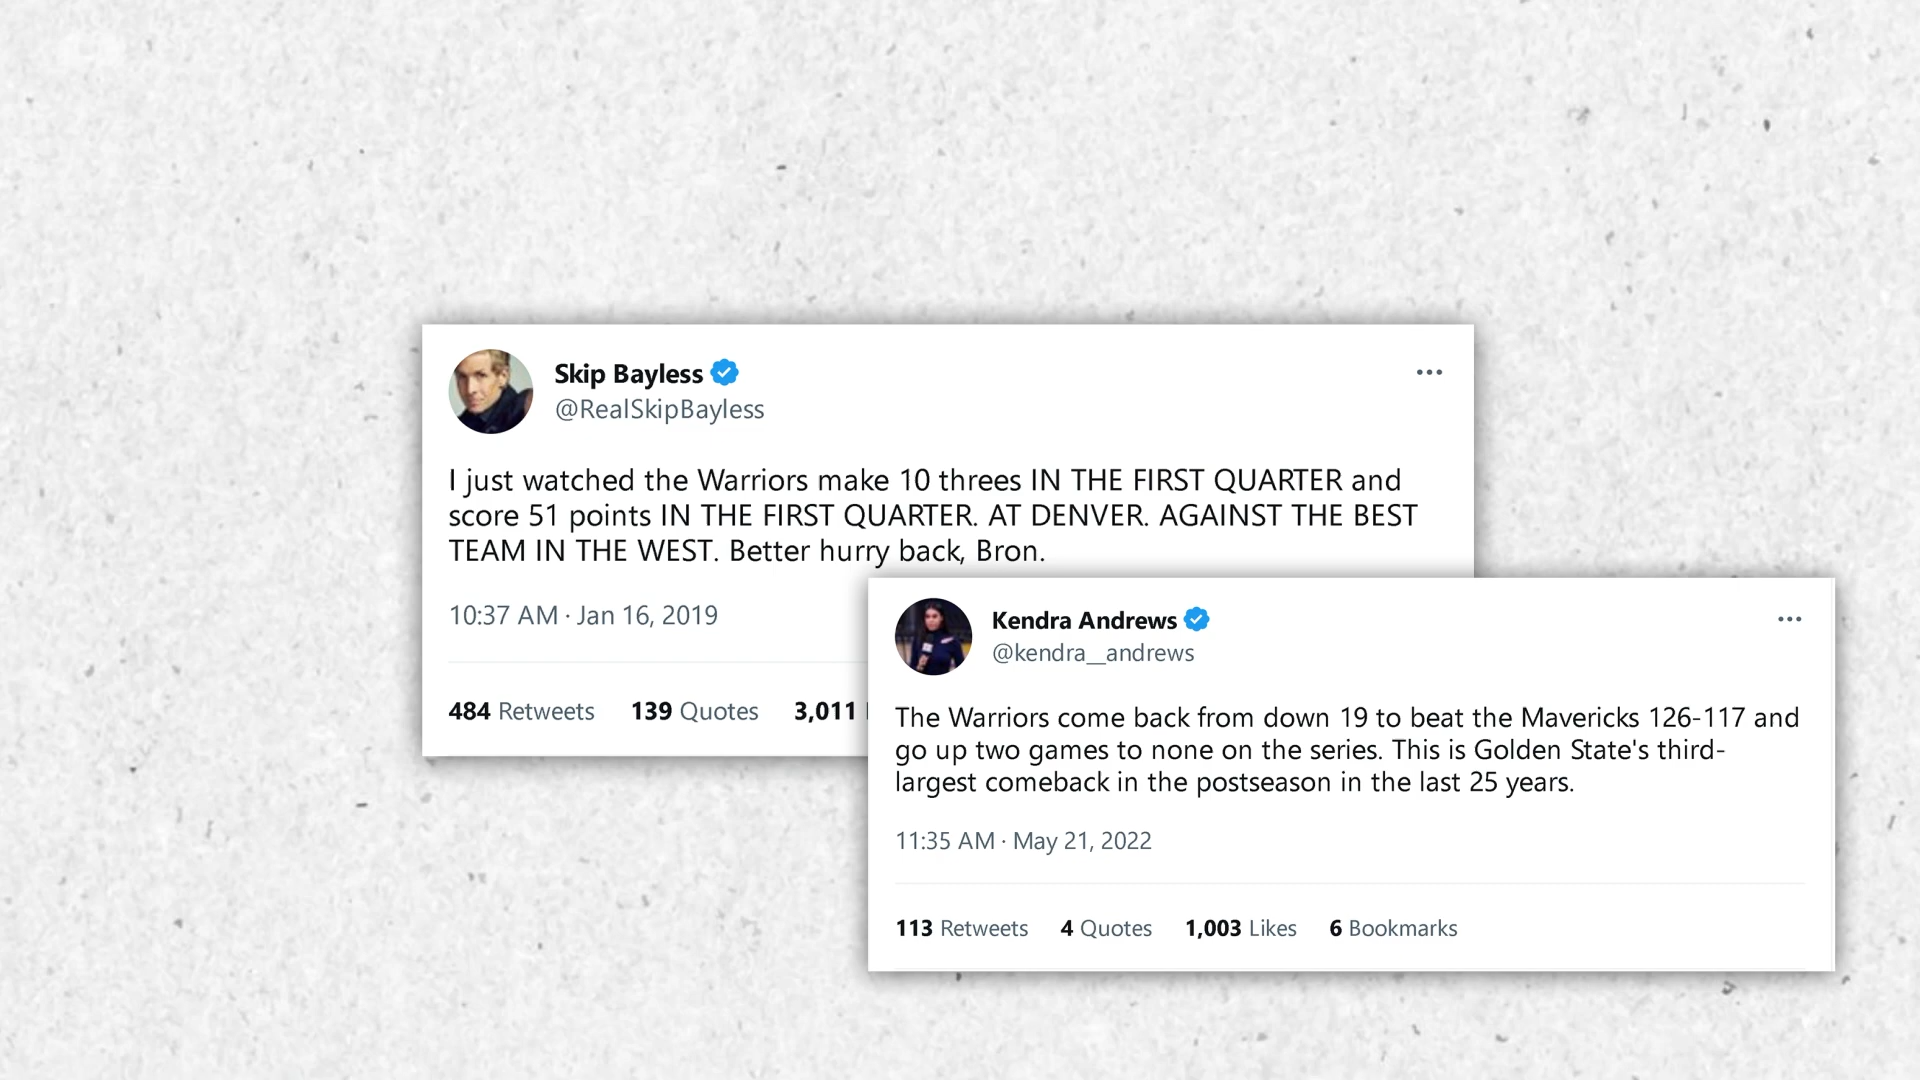 Skip Bayless
@RealSkipBayless
I just watched the Warriors make 10 threes IN THE FIRST QUARTER and
score 51 points IN THE FIRST QUARTER. AT DENVER. AGAINST THE BEST
TEAM IN THE WEST. Better hurry back, Bron.
10:37 AM · Jan 16, 2019
484 Retweets 139 Quotes 3,011
Kendra Andrews
@kendra__andrews
The Warriors come back from down 19 to beat the Mavericks 126-117 and
go up two games to none on the series. This is Golden State's third-
largest comeback in the postseason in the last 25 years.
11:35 AM · May 21, 2022
113 Retweets 4 Quotes 1,003 Likes 6 Bookmarks